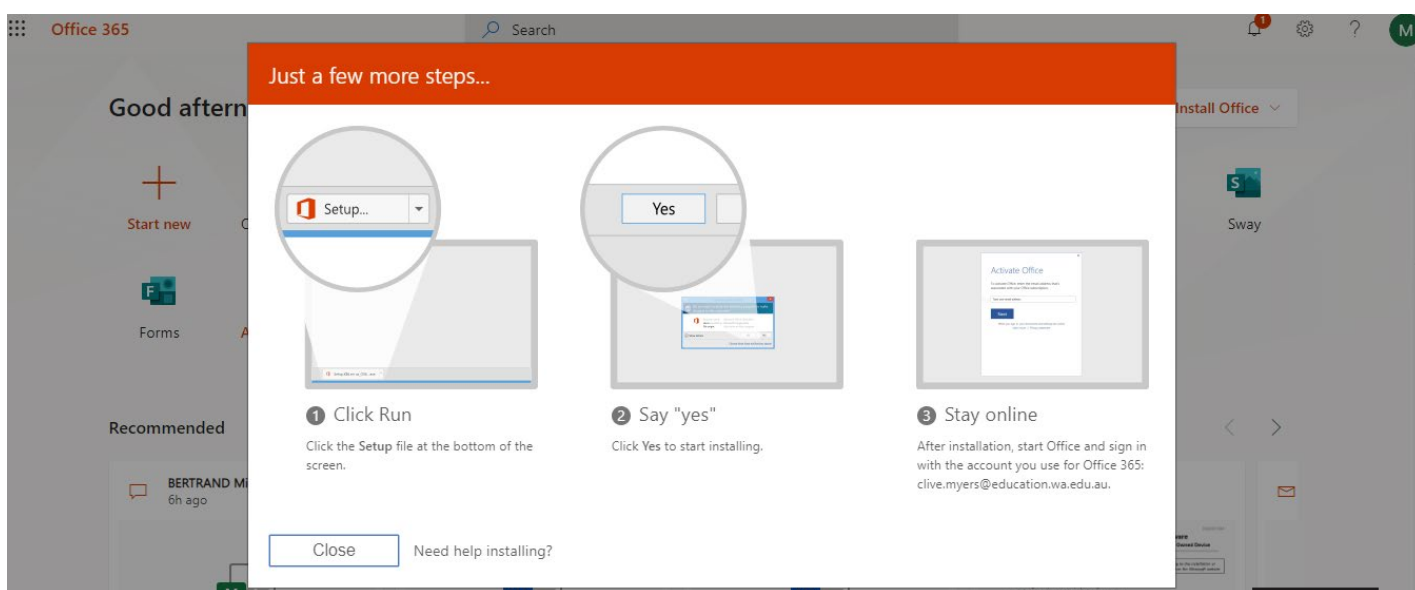 Office 365
Search
1
?
M
Just a few more steps...
Good aftern
Install Office
Setup...
Yes
Start new
C
Sway
Activate Office
Forms
A
1 Click Run
2 Say "yes"
3 Stay online
Recommended
Click the Setup file at the bottom of the
screen.
Click Yes to start installing.
After installation, start Office and sign in
with the account you use for Office 365:
clive.myers@education.wa.edu.au.
BERTRAND Mi
6h ago
Close
Need help installing?